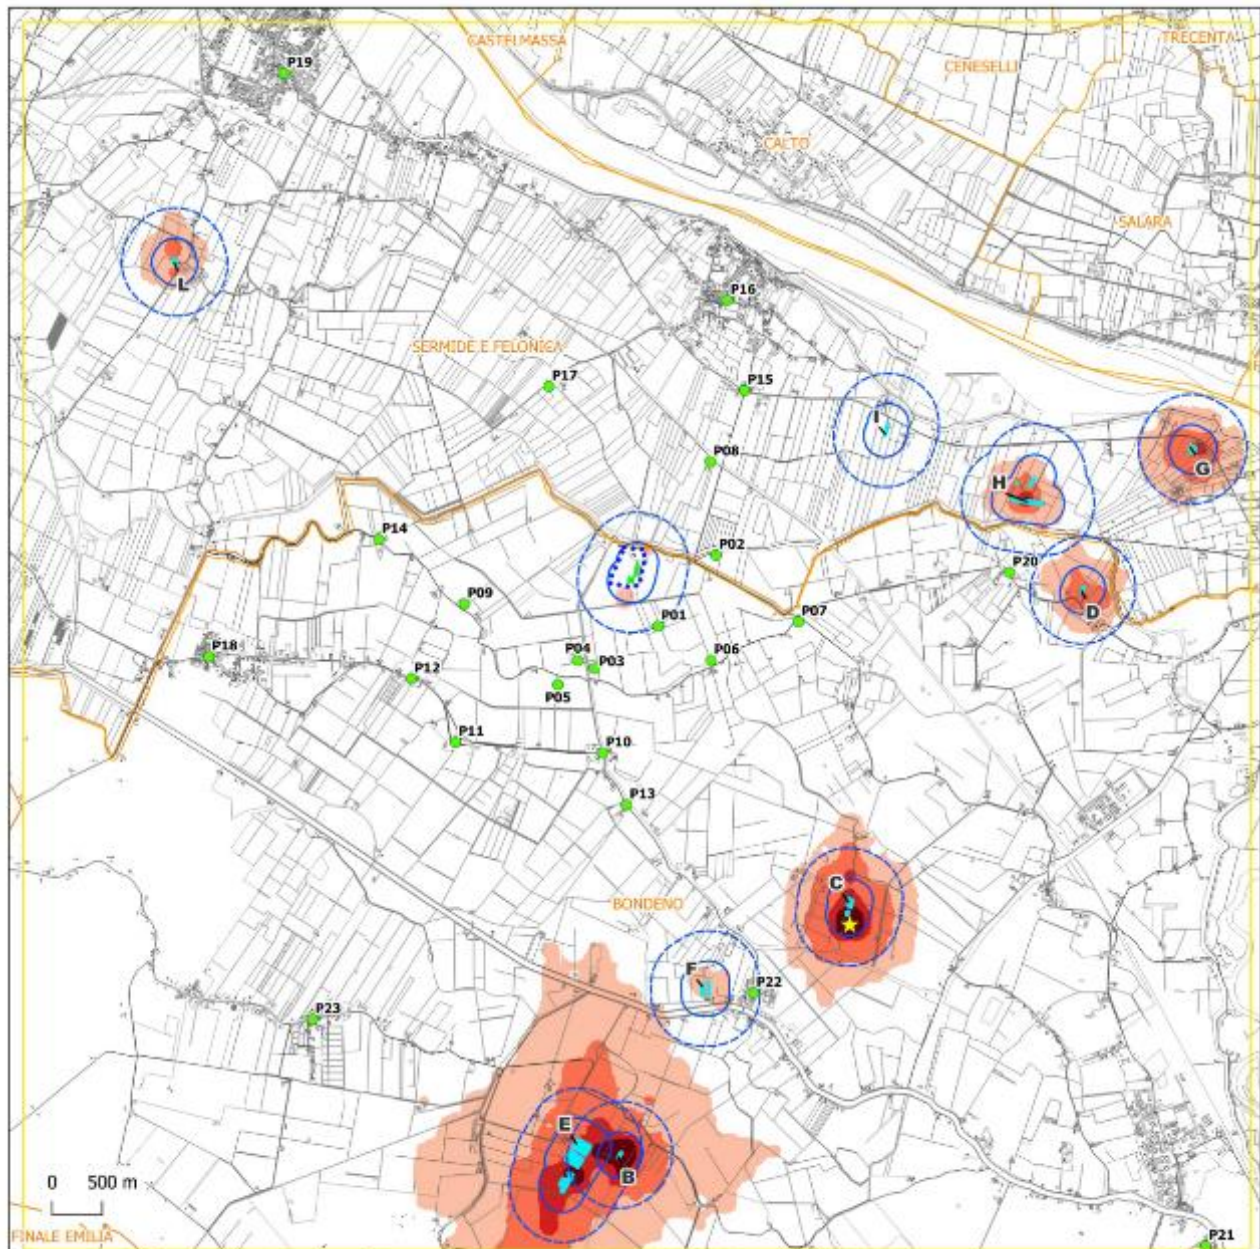 CASTELMASSA
TRECENTA
P19
CENESELLI
CALTO
SALARA
L
P16
SERMIDE E FELONICA
P17
P15
I
P08
G
H
P14
P02
P20
D
P09
P01
P07
P18
P04
P03
P06
P12
P05
P11
P10
P13
C
BONDENO
F
P22
P23
E
B
0 500 m
FINALE EMILIA
P21